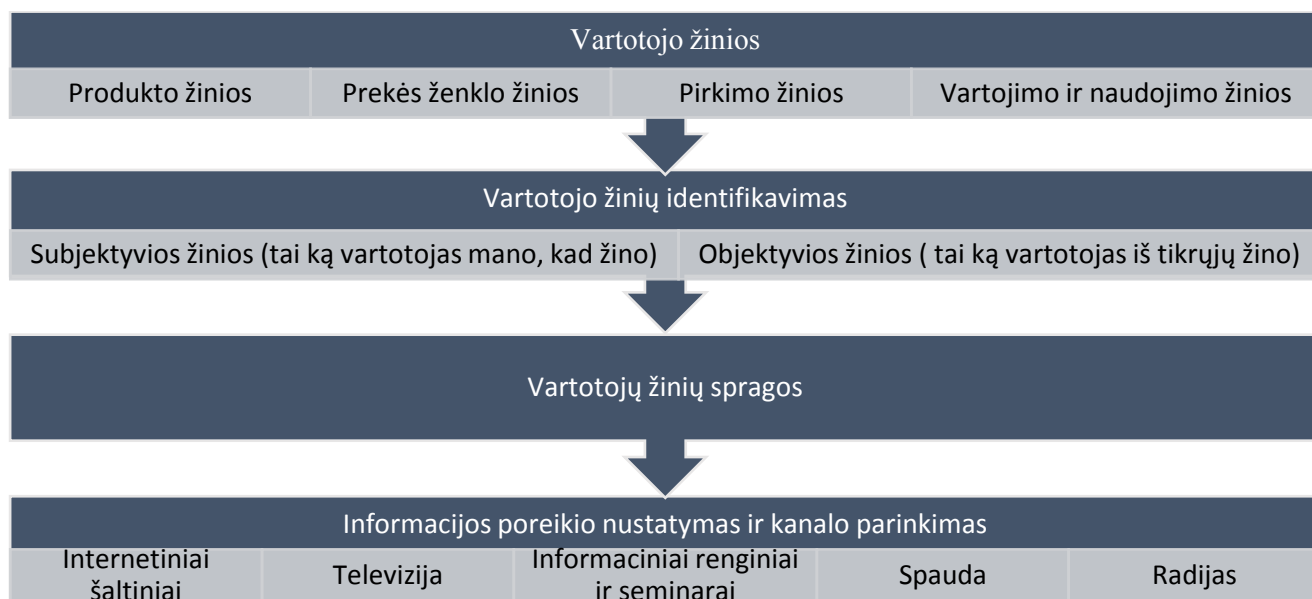 Vartotojo žinios
Produkto žinios
Prekės ženklo žinios
Pirkimo žinios
Vartojimo ir naudojimo žinios
Vartotojo žinių identifikavimas
Subjektyvios žinios (tai ką vartotojas mano, kad žino)
Objektyvios žinios ( tai ką vartotojas iš tikrųjų žino)
Vartotojų žinių spragos
Informacijos poreikio nustatymas ir kanalo parinkimas
Internetiniai
šaltiniai
Televizija
Informaciniai renginiai
ir seminarai
Spauda
Radijas